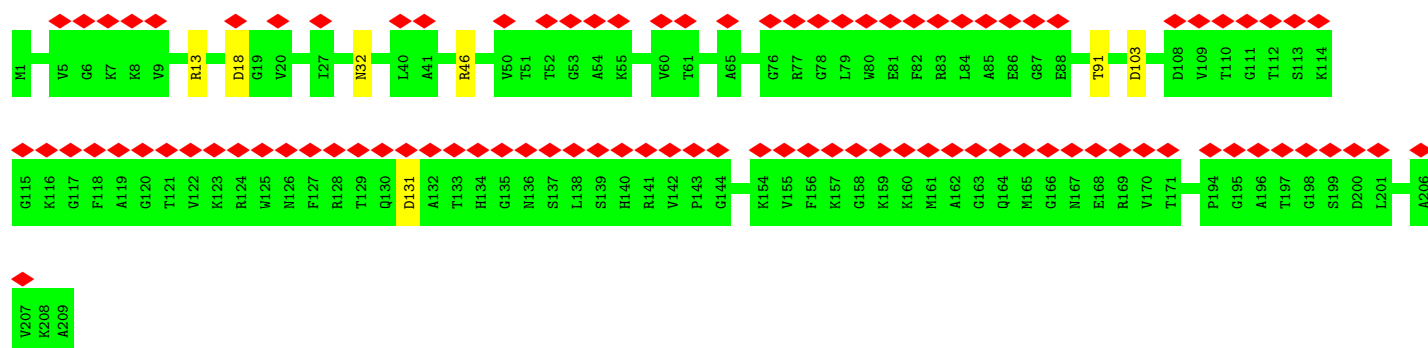 M1 V5 G6 K7 K8 V9 R13 D18 G19 V20 I27 N32 L40 A41 R46 V50 T51 T52 G53 A54 K55 V60 T61 A65 G76 R77 G78 L79 W80 E81 F82 R83 L84 A85 E86 G87 E88 T91 D103 D108 V109 T110 G111 T112 S113 K114
G115 K116 G117 F118 A119 G120 T121 V122 K123 R124 W125 N126 F127 R128 T129 Q130 D131 A132 T133 H134 G135 N136 S137 L138 S139 H140 R141 V142 P143 G144 K154 V155 F156 K157 G158 K159 K160 M161 A162 G163 Q164 M165 G166 N167 E168 R169 V170 T171 P194 G195 A196 T197 G198 S199 D200 L201 A206
V207 K208 A209